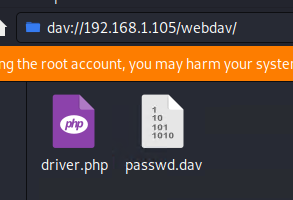 dav://192.168.1.105/webdav/
ng the root account, you may harm your system
php
1
10
101
1010
driver.php
passwd.dav